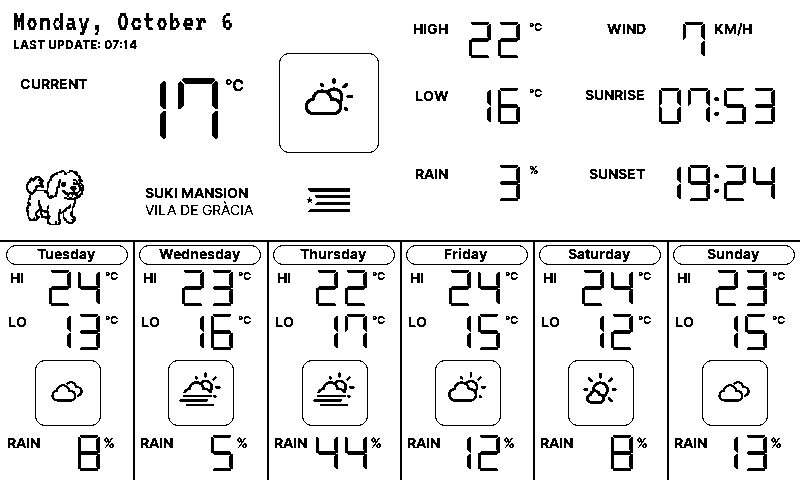 Monday, October 6
LAST UPDATE: 07:14
CURRENT 17 °C
HIGH 22 °C
WIND 7 KM/H
LOW 16 °C
SUNRISE 07:53
RAIN 3 %
SUNSET 19:24
SUKI MANSION
VILA DE GRÀCIA
Tuesday
HI 24 °C
LO 13 °C
RAIN 8 %
Wednesday
HI 23 °C
LO 16 °C
RAIN 5 %
Thursday
HI 22 °C
LO 17 °C
RAIN 44 %
Friday
HI 24 °C
LO 15 °C
RAIN 12 %
Saturday
HI 24 °C
LO 12 °C
RAIN 8 %
Sunday
HI 23 °C
LO 15 °C
RAIN 13 %